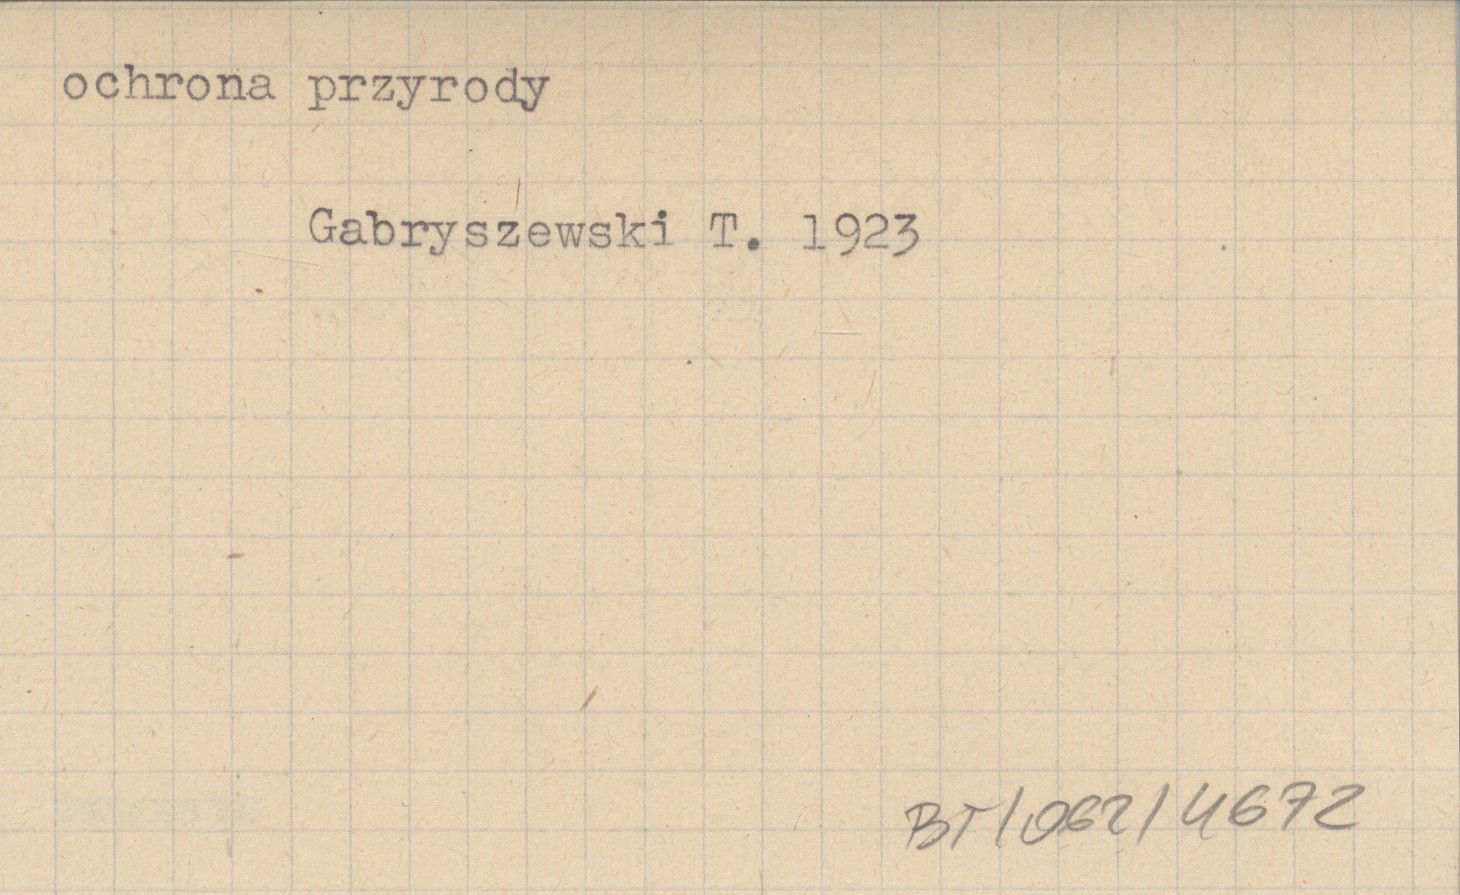 ochrona przyrody
Gabryszewski T. 1923
BT/062/4672